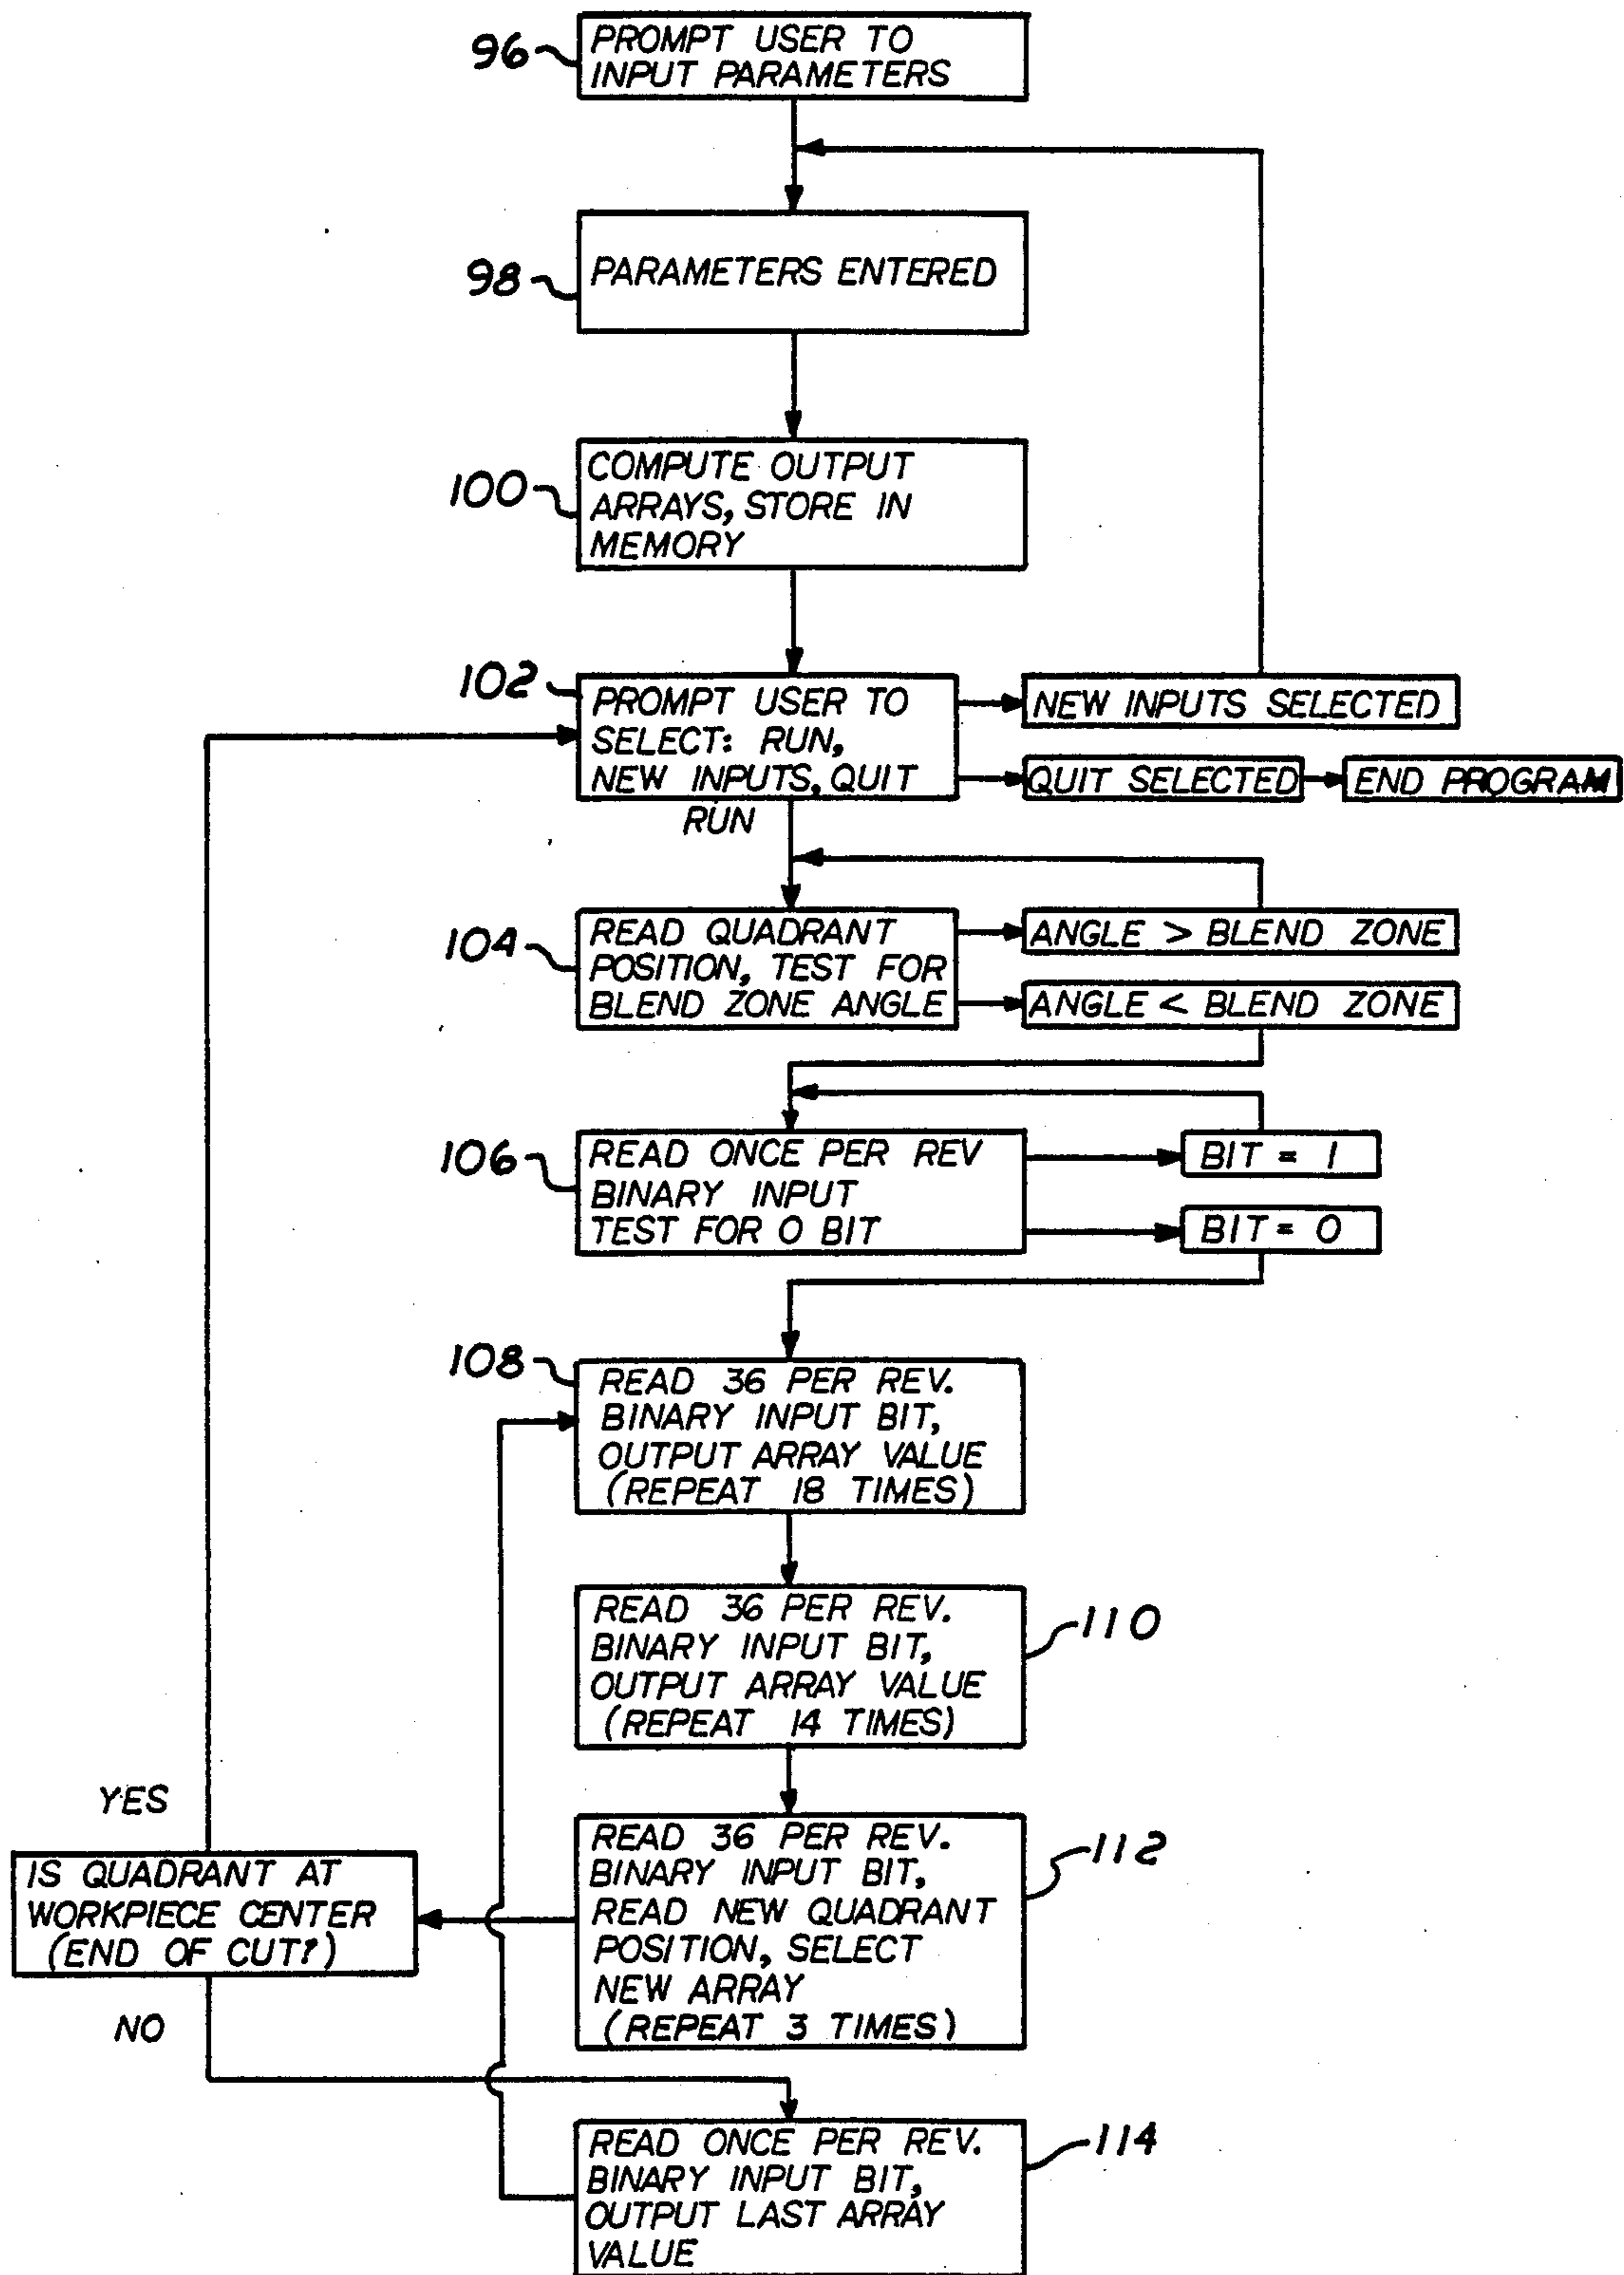 96
PROMPT USER TO
INPUT PARAMETERS
98
PARAMETERS ENTERED
100
COMPUTE OUTPUT
ARRAYS, STORE IN
MEMORY
102
PROMPT USER TO
SELECT: RUN,
NEW INPUTS, QUIT
NEW INPUTS SELECTED
QUIT SELECTED
END PROGRAM
RUN
104
READ QUADRANT
POSITION, TEST FOR
BLEND ZONE ANGLE
ANGLE > BLEND ZONE
ANGLE < BLEND ZONE
106
READ ONCE PER REV
BINARY INPUT
TEST FOR 0 BIT
BIT = 1
BIT = 0
108
READ 36 PER REV.
BINARY INPUT BIT,
OUTPUT ARRAY VALUE
(REPEAT 18 TIMES)
110
READ 36 PER REV.
BINARY INPUT BIT,
OUTPUT ARRAY VALUE
(REPEAT 14 TIMES)
112
READ 36 PER REV.
BINARY INPUT BIT,
READ NEW QUADRANT
POSITION, SELECT
NEW ARRAY
(REPEAT 3 TIMES)
YES
IS QUADRANT AT
WORKPIECE CENTER
(END OF CUT?)
NO
114
READ ONCE PER REV.
BINARY INPUT BIT,
OUTPUT LAST ARRAY
VALUE